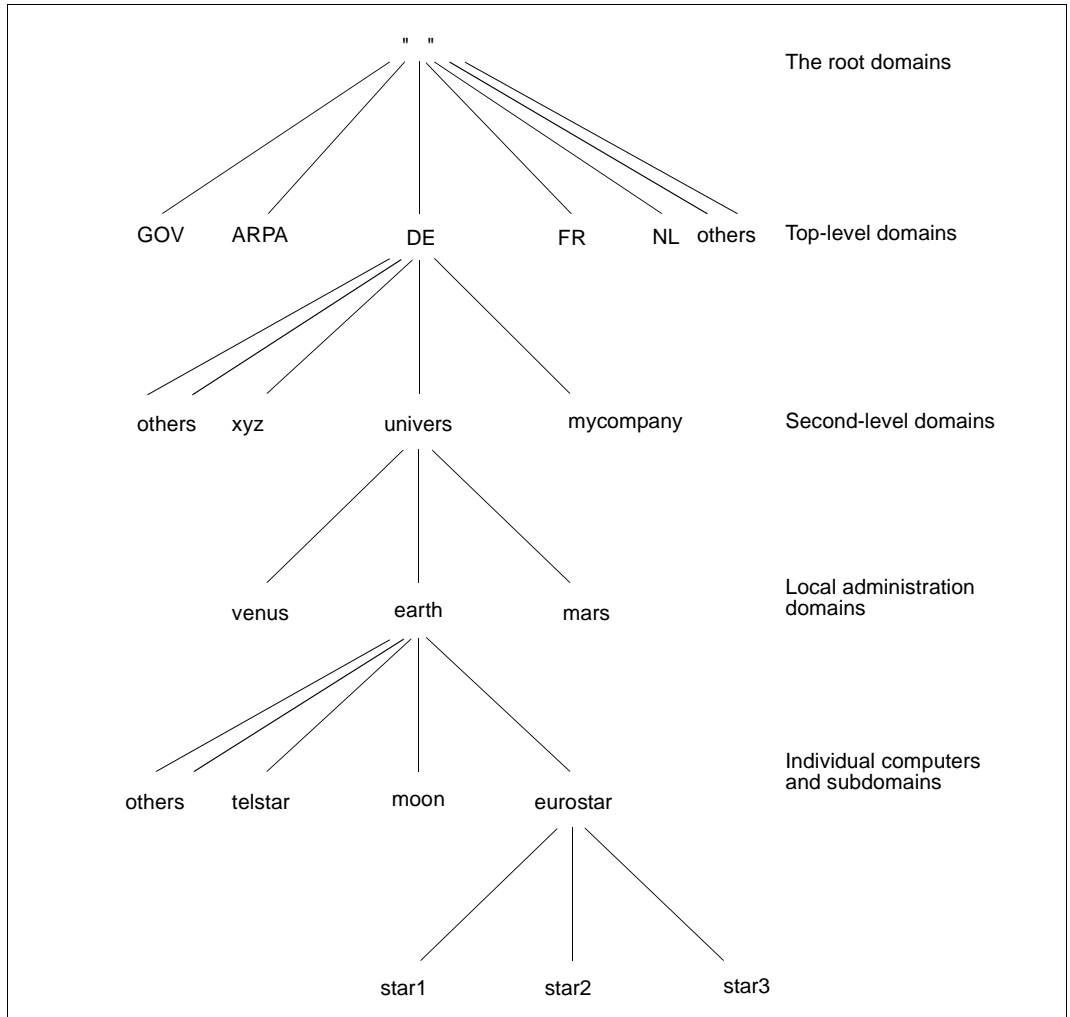 " "
The root domains
GOV ARPA DE FR NL others
Top-level domains
others xyz univers mycompany
Second-level domains
venus earth mars
Local administration
domains
others telstar moon eurostar
Individual computers
and subdomains
star1 star2 star3